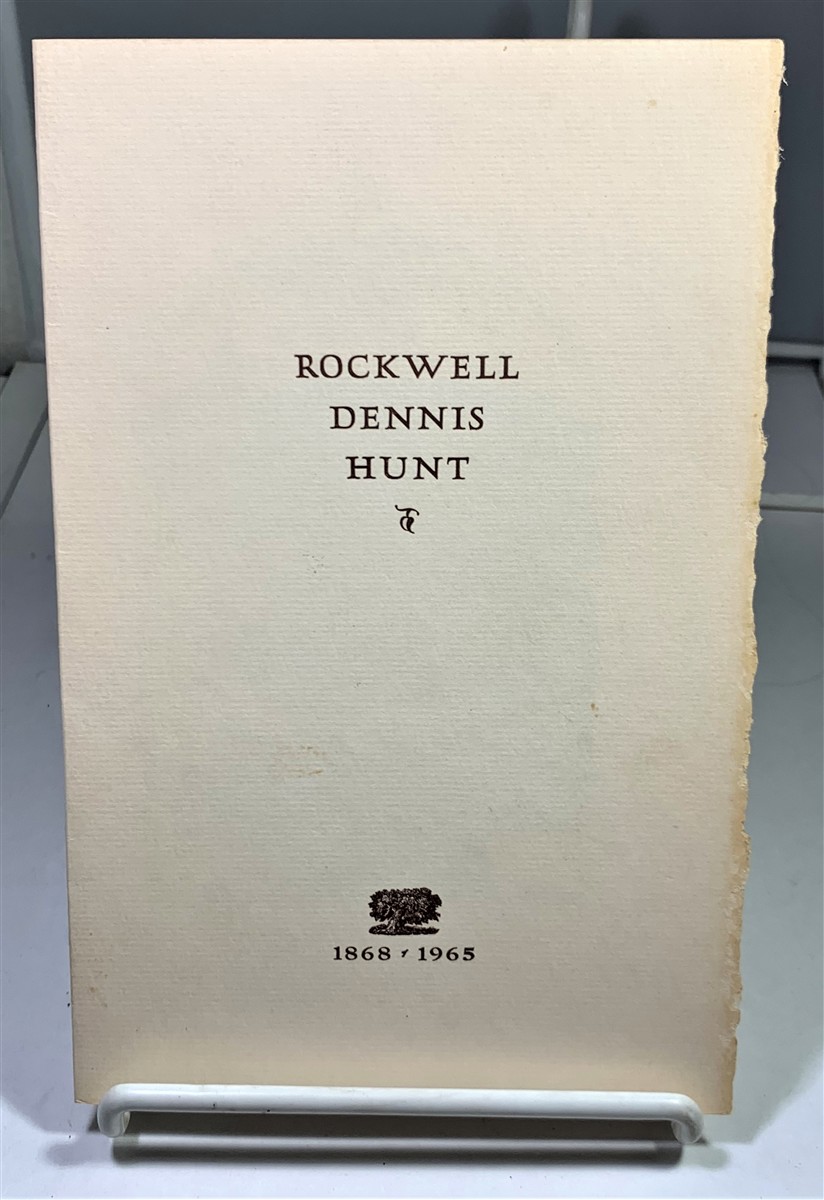 ROCKWELL
DENNIS
HUNT
1868 • 1965